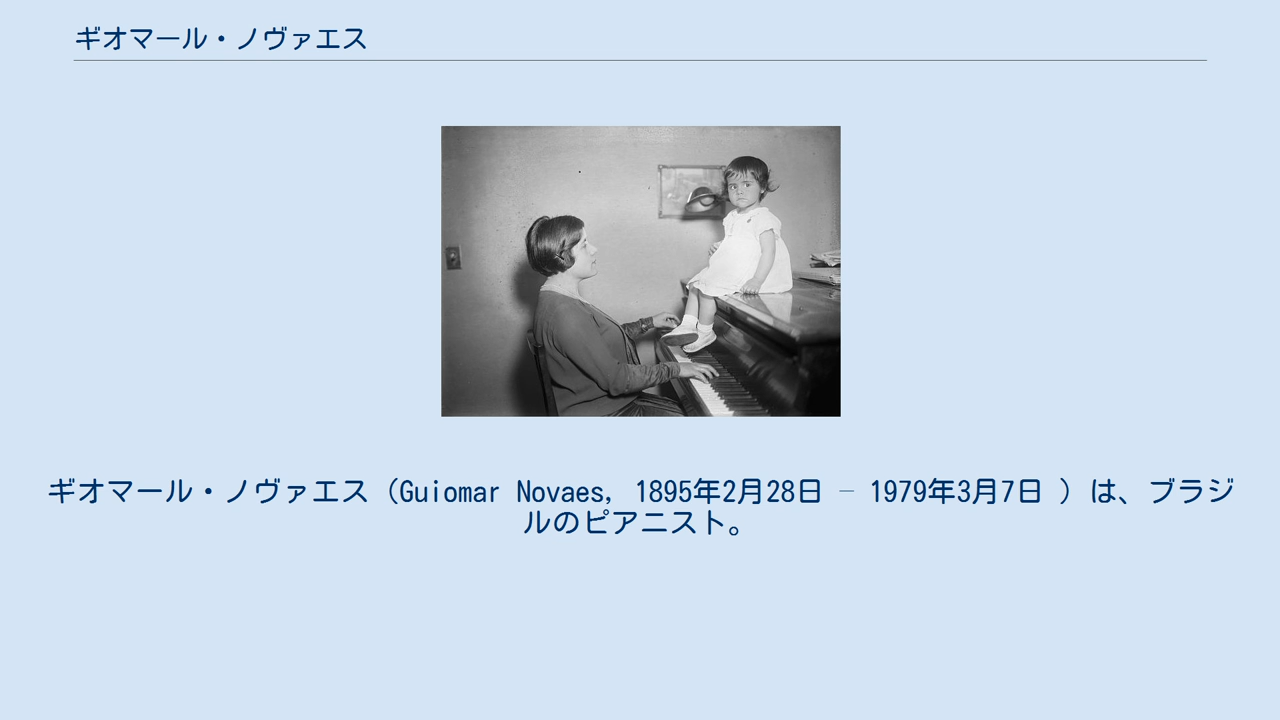 ギオマール・ノヴァエス
ギオマール・ノヴァエス（Guiomar Novaes, 1895年2月28日 – 1979年3月7日 ）は、ブラジ
ルのピアニスト。